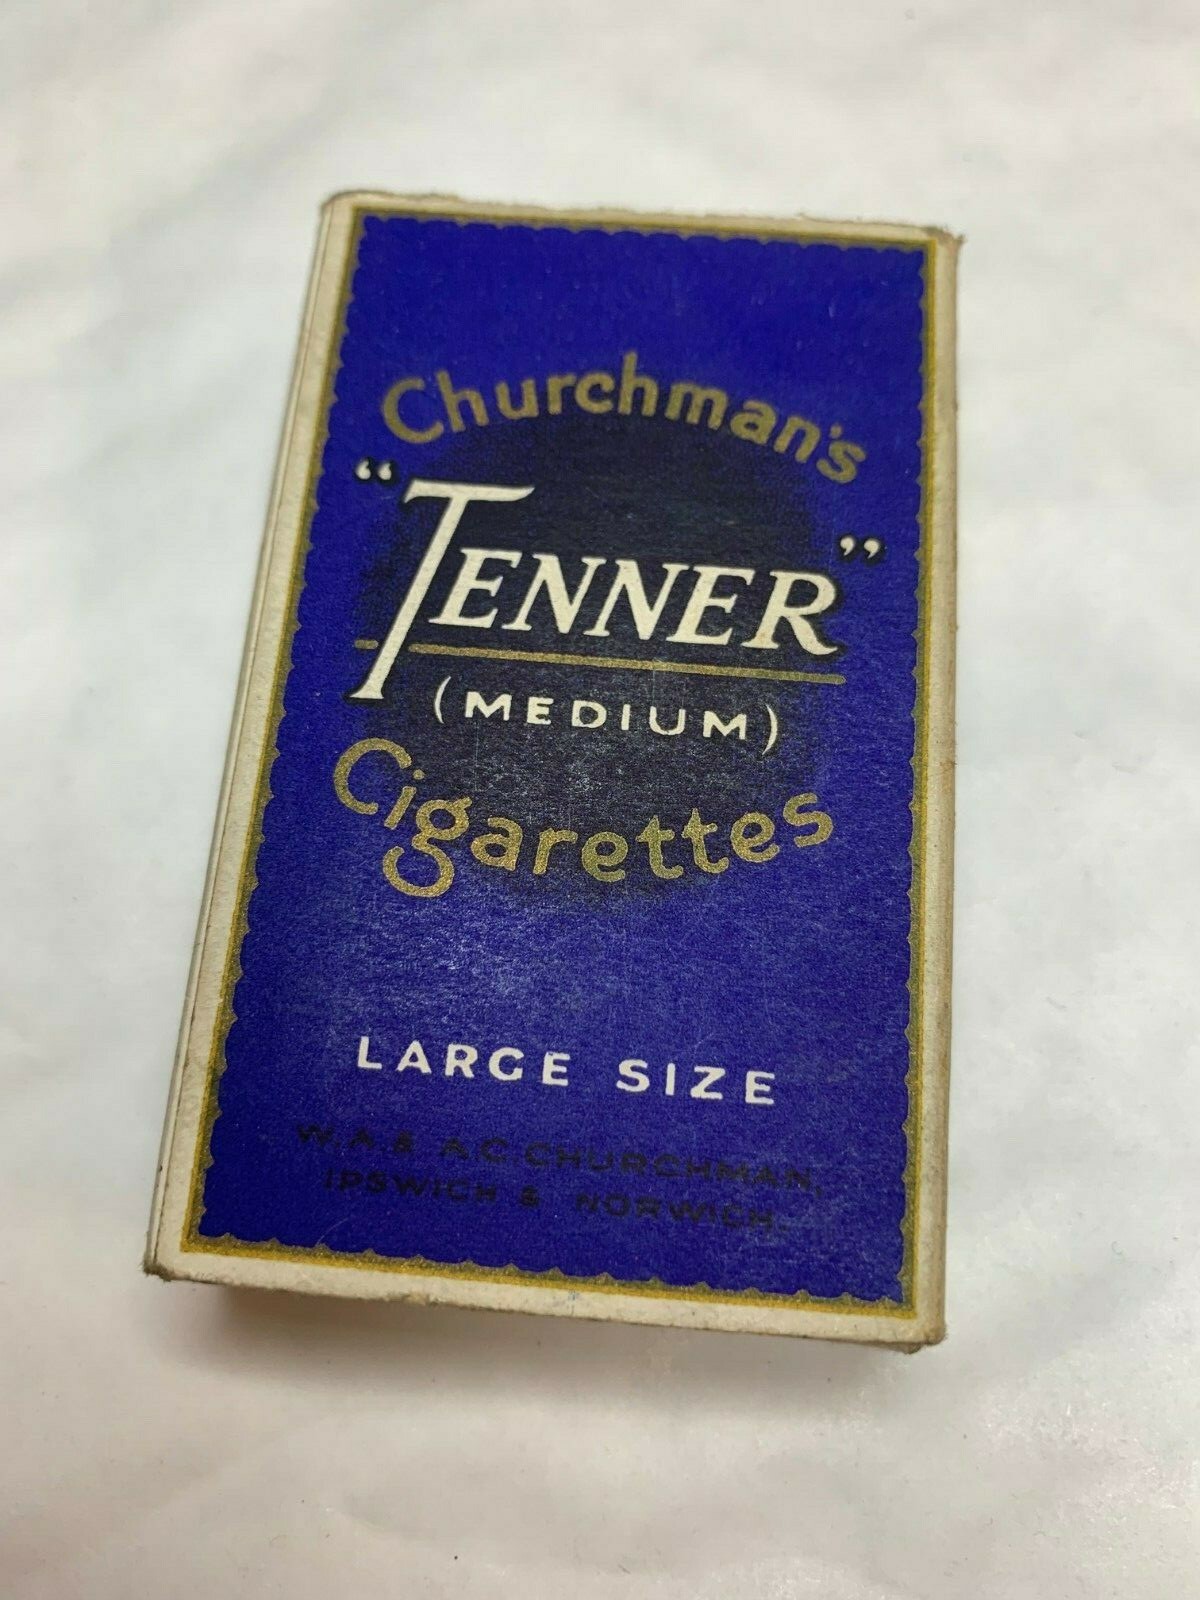 Churchman's
"TENNER"
(MEDIUM)
Cigarettes
LARGE SIZE
W.A.& A.C.CHURCHMAN,
IPSWICH & NORWICH.